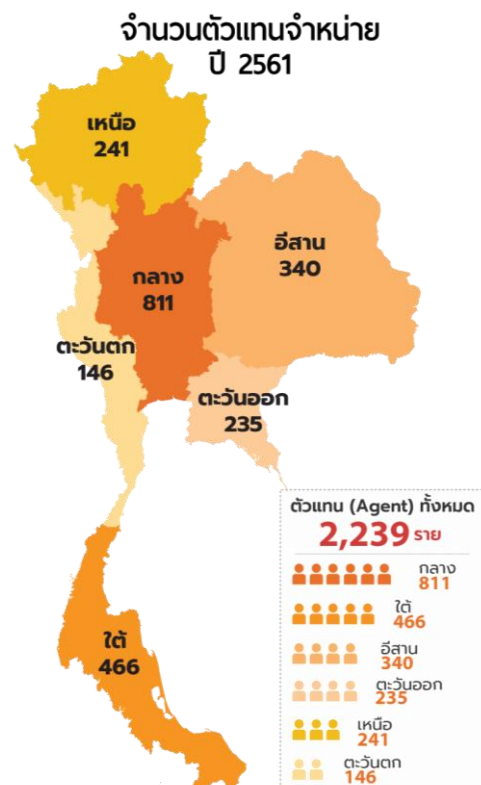 จำนวนตัวแทนจำหน่าย
ปี 2561
เหนือ
241
อีสาน
340
กลาง
811
ตะวันตก
146
ตะวันออก
235
ใต้
466
ตัวแทน (Agent) ทั้งหมด
2,239 ราย
กลาง
811
ใต้
466
อีสาน
340
ตะวันออก
235
เหนือ
241
ตะวันตก
146